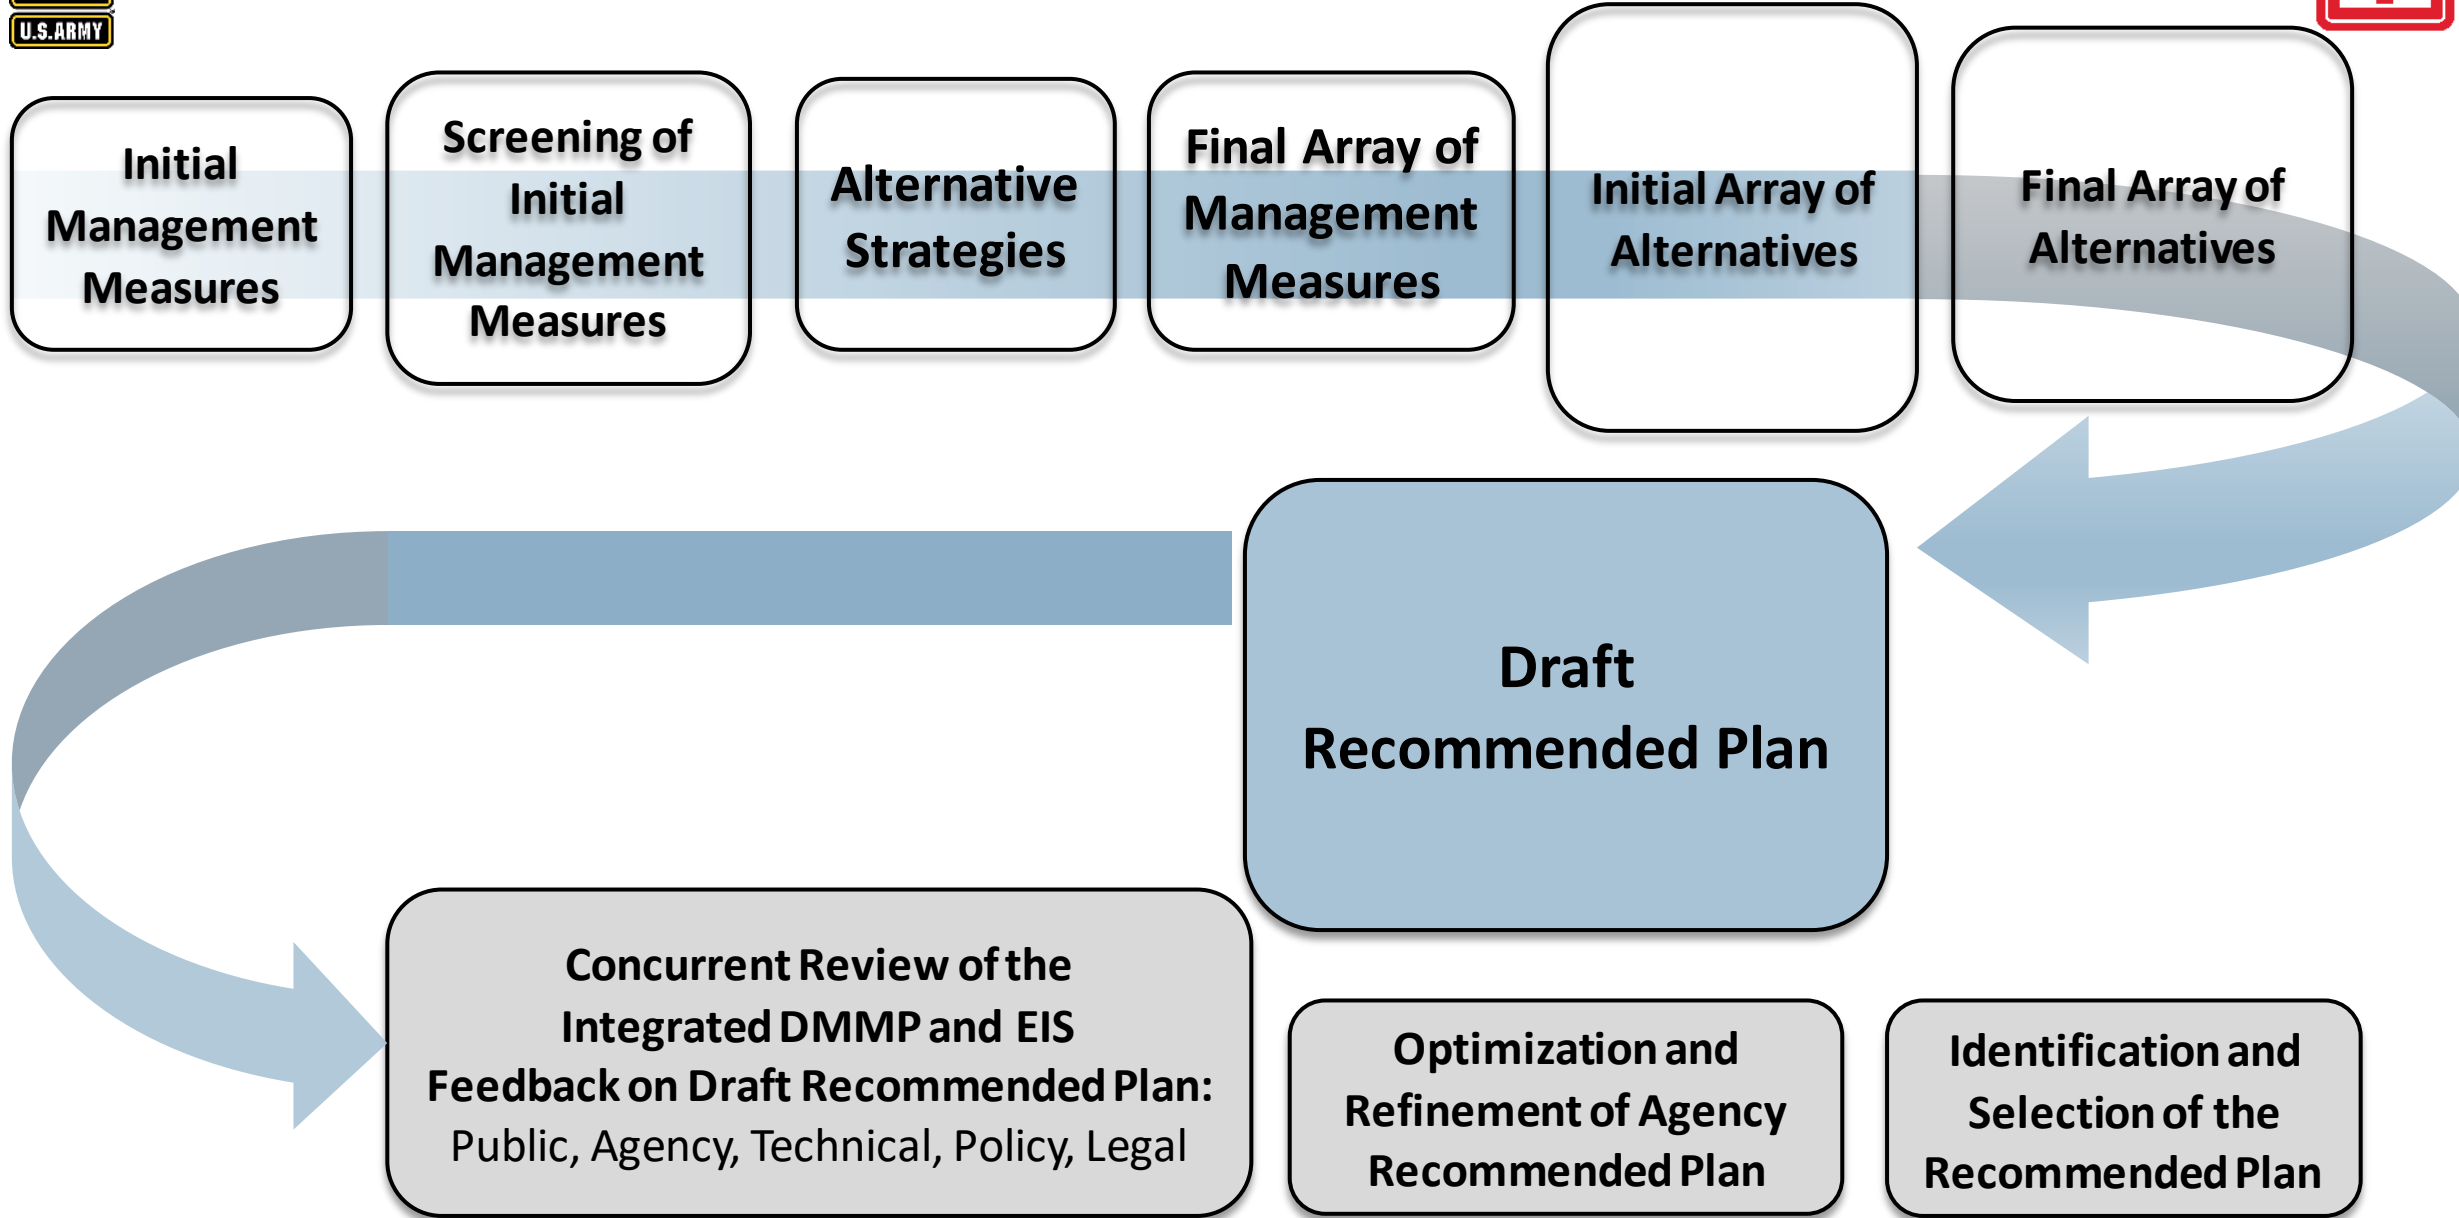 U.S.ARMY
Initial
Management
Measures
Screening of
Initial
Management
Measures
Alternative
Strategies
Final Array of
Management
Measures
Initial Array of
Alternatives
Final Array of
Alternatives
Draft
Recommended Plan
Concurrent Review of the
Integrated DMMP and EIS
Feedback on Draft Recommended Plan:
Public, Agency, Technical, Policy, Legal
Optimization and
Refinement of Agency
Recommended Plan
Identification and
Selection of the
Recommended Plan